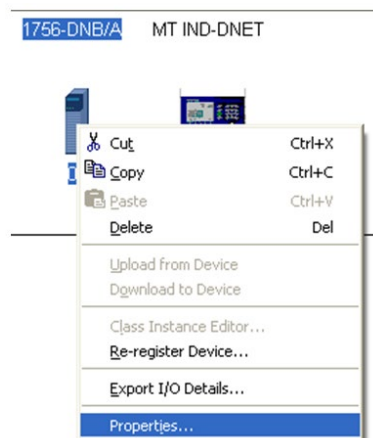 1756-DNB/A MT IND-DNET
Cut Ctrl+X
Copy Ctrl+C
Paste Ctrl+V
Delete Del
Upload from Device
Download to Device
Class Instance Editor...
Re-register Device...
Export I/O Details...
Properties...